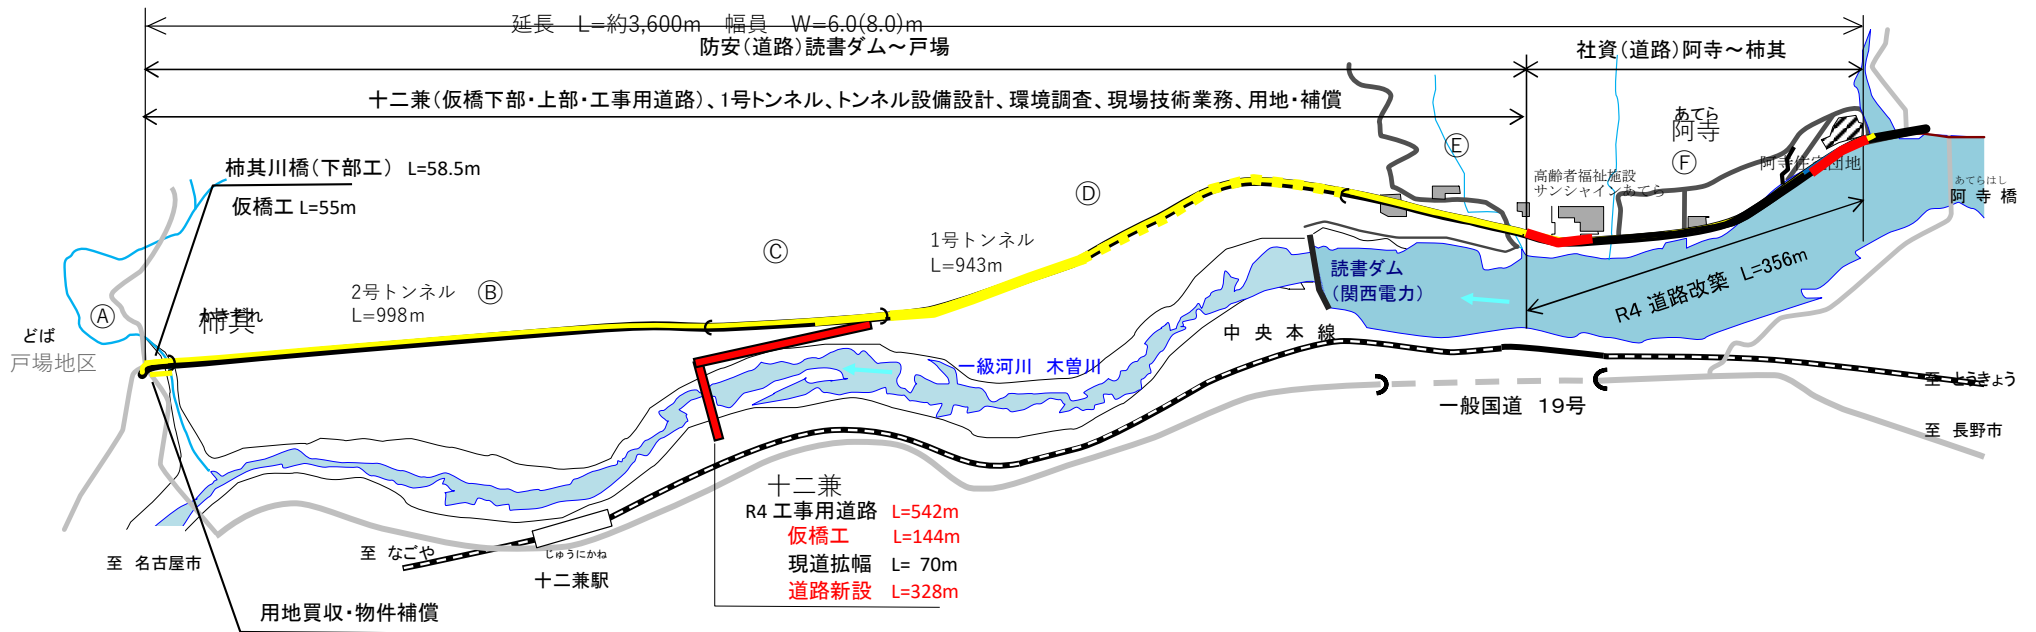 延長 L=約3,600m 幅員 W=6.0(8.0)m
防安(道路)読書ダム～戸場
社資(道路)阿寺～柿其
十二兼(仮橋下部・上部・工事用道路)、1号トンネル、トンネル設備設計、環境調査、現場技術業務、用地・補償
柿其川橋(下部工) L=58.5m
仮橋工 L=55m
Ⓐ
どば
戸場地区
かきぞれ
柿其
2号トンネル
L=998m
Ⓑ
Ⓒ
1号トンネル
L=943m
Ⓓ
Ⓔ
あてら
阿寺
Ⓕ
阿寺住宅団地
高齢者福祉施設
サンシャインあてら
あてらはし
阿寺橋
読書ダム
(関西電力)
R4 道路改築 L=356m
中央本線
一級河川 木曽川
一般国道 19号
至 とうきょう
至 長野市
十二兼
R4 工事用道路 L=542m
仮橋工 L=144m
現道拡幅 L= 70m
道路新設 L=328m
至 なごや
じゅうにかね
十二兼駅
至 名古屋市
用地買収・物件補償